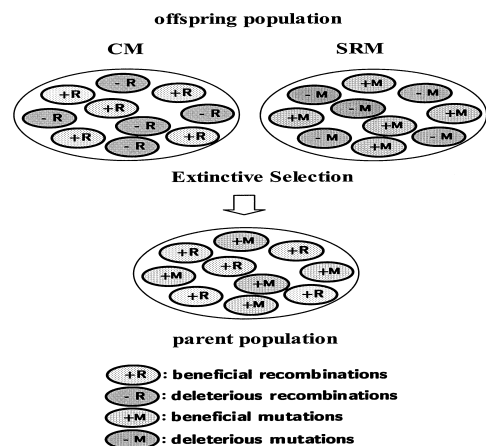 offspring population
CM
SRM
- R
+R
+R
+R
- R
- R
- R
+R
+R
- R
+M
- M
- M
- M
+M
+M
+M
- M
- M
+M
Extinctive Selection
+M
+R
+R
+R
+M
+M
+M
+R
+R
+M
parent population
+R : beneficial recombinations
- R : deleterious recombinations
+M : beneficial mutations
- M : deleterious mutations